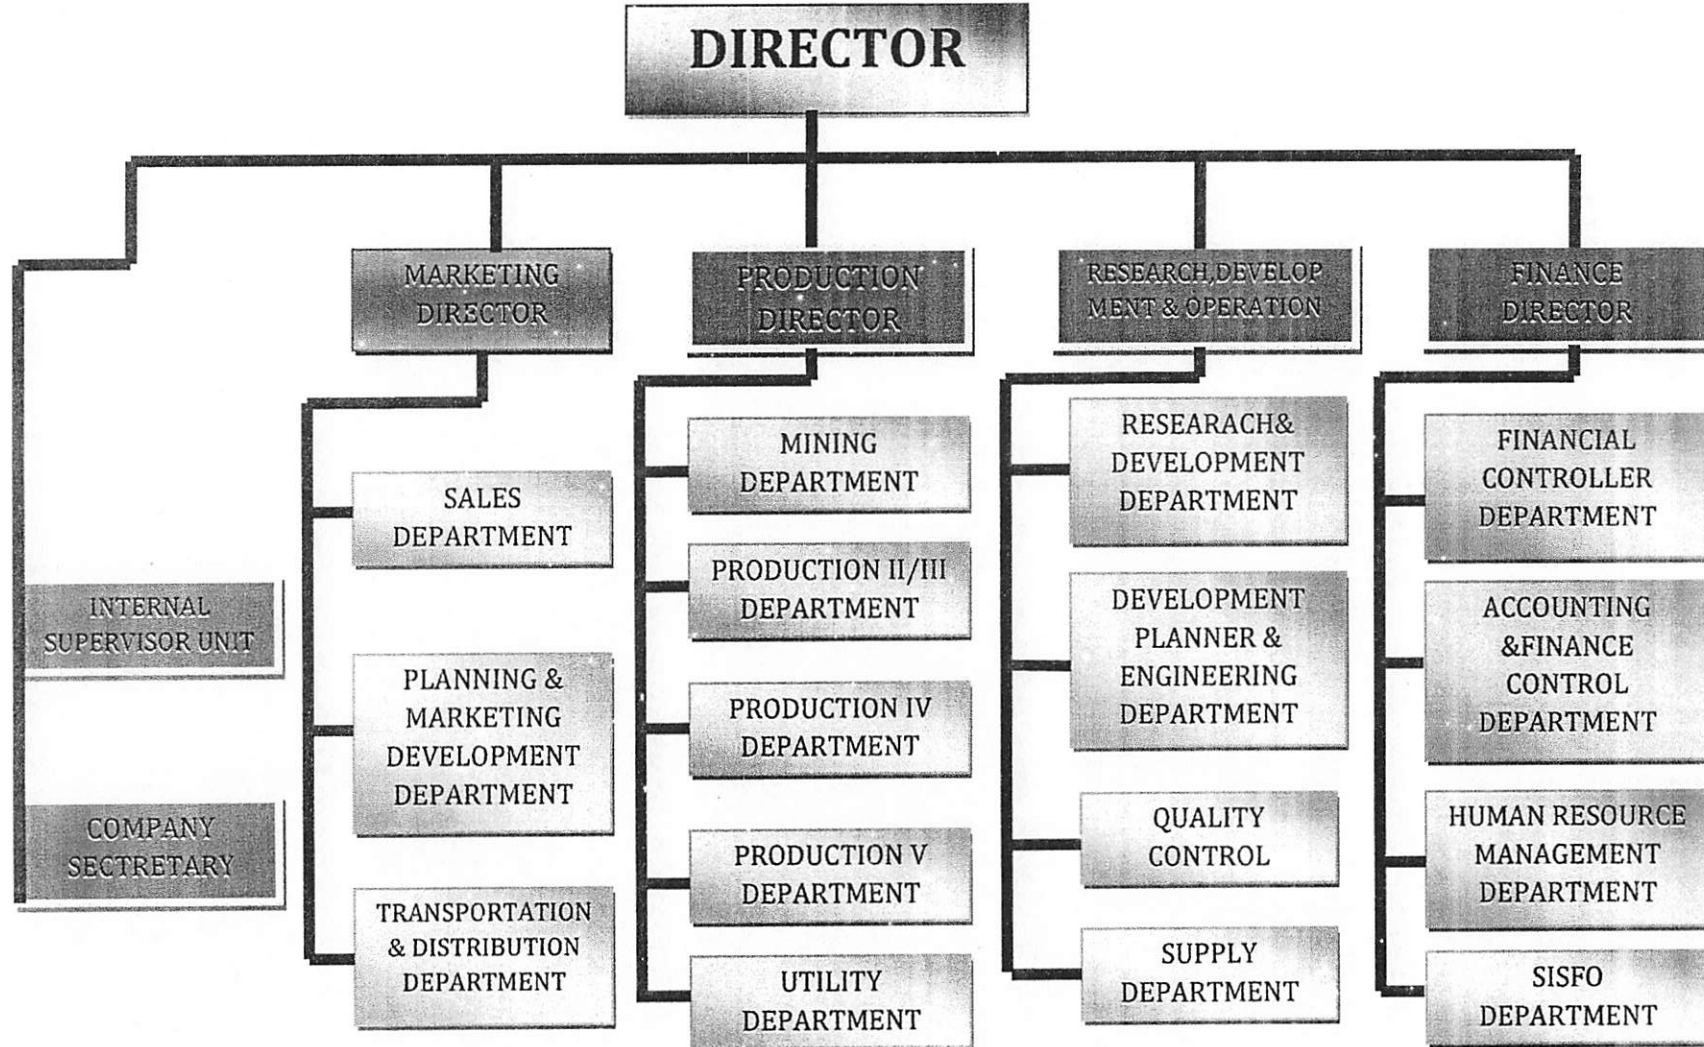 DIRECTOR
MARKETING
DIRECTOR
PRODUCTION
DIRECTOR
RESEARCH,DEVELOP
MENT & OPERATION
FINANCE
DIRECTOR
INTERNAL
SUPERVISOR UNIT
COMPANY
SECTRETARY
SALES
DEPARTMENT
PLANNING &
MARKETING
DEVELOPMENT
DEPARTMENT
TRANSPORTATION
& DISTRIBUTION
DEPARTMENT
MINING
DEPARTMENT
PRODUCTION II/III
DEPARTMENT
PRODUCTION IV
DEPARTMENT
PRODUCTION V
DEPARTMENT
UTILITY
DEPARTMENT
RESEARACH&
DEVELOPMENT
DEPARTMENT
DEVELOPMENT
PLANNER &
ENGINEERING
DEPARTMENT
QUALITY
CONTROL
SUPPLY
DEPARTMENT
FINANCIAL
CONTROLLER
DEPARTMENT
ACCOUNTING
&FINANCE
CONTROL
DEPARTMENT
HUMAN RESOURCE
MANAGEMENT
DEPARTMENT
SISFO
DEPARTMENT